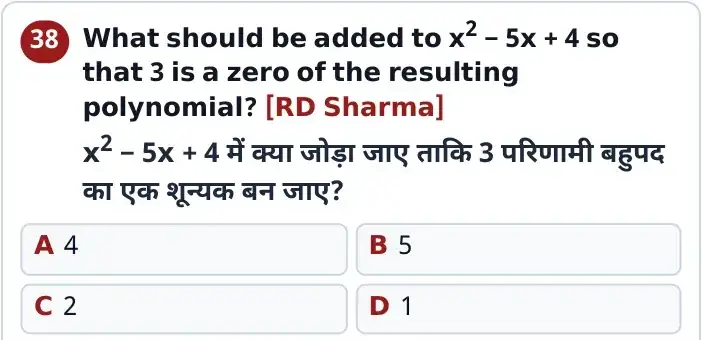 38 What should be added to x² – 5x + 4 so
that 3 is a zero of the resulting
polynomial? [RD Sharma]
x² – 5x + 4 में क्या जोड़ा जाए ताकि 3 परिणामी बहुपद
का एक शून्यक बन जाए?
A 4
B 5
C 2
D 1